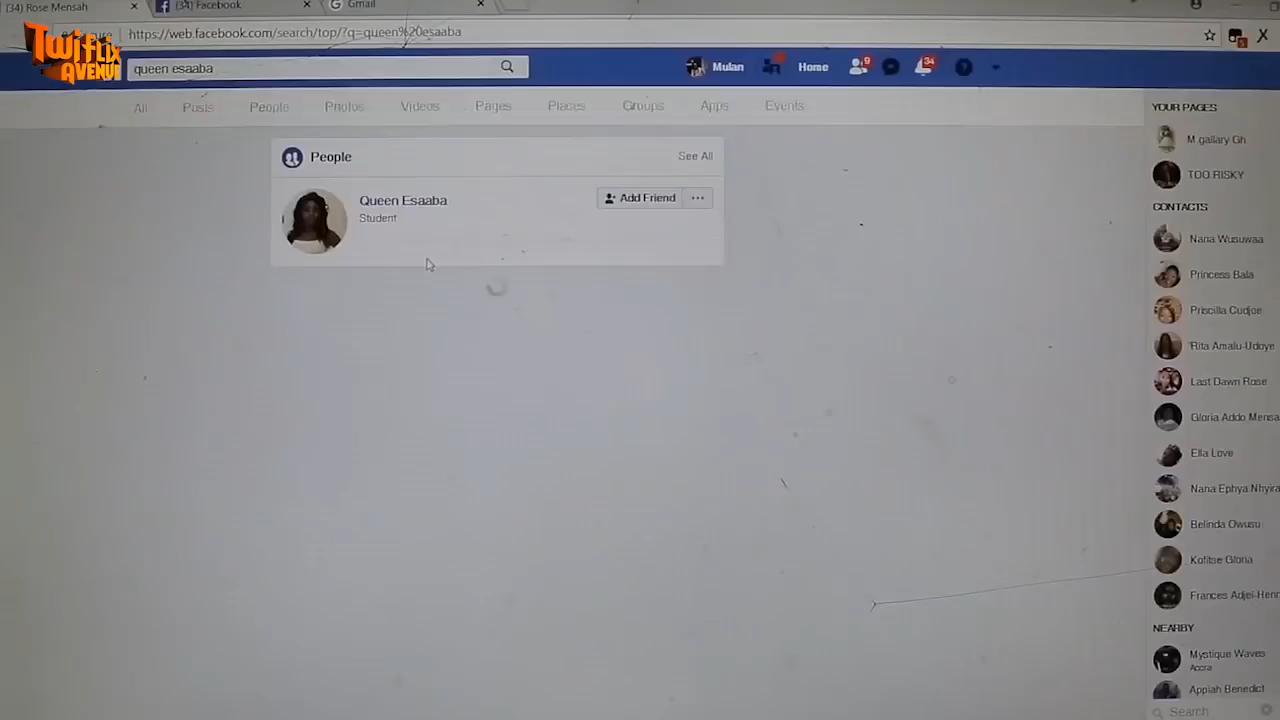 (34) Rose Mensah
(34) Facebook
Gmail
https://web.facebook.com/search/top/?q=queen%20esaaba
Twiflix
AVENUE
queen esaaba
Mulan
Home
9
34
All
Posts
People
Photos
Videos
Pages
Places
Groups
Apps
Events
People
See All
Queen Esaaba
Student
Add Friend
YOUR PAGES
M.gallary Gh
TOO RISKY
CONTACTS
Nana Wusuwaa
Princess Bala
Priscilla Cudjoe
Rita Amalu-Udoye
Last Dawn Rose
Gloria Addo Mensa
Ella Love
Nana Ephya Nhyira
Belinda Owusu
Kofitse Gloria
Frances Adjei-Henr
NEARBY
Mystique Waves
Accra
Appiah Benedict
Search